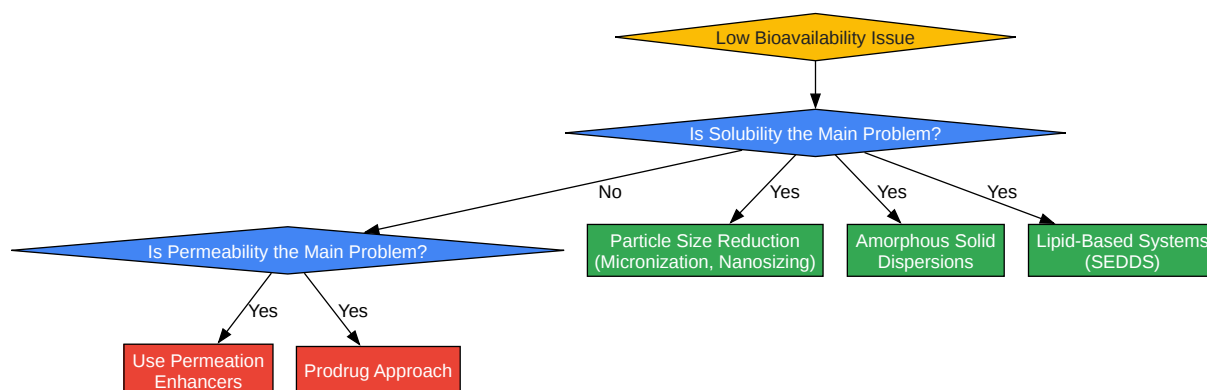 Low Bioavailability Issue
Is Solubility the Main Problem?
No
Yes
Yes
Yes
Is Permeability the Main Problem?
Particle Size Reduction
(Micronization, Nanosizing)
Amorphous Solid
Dispersions
Lipid-Based Systems
(SEDDS)
Yes
Yes
Use Permeation
Enhancers
Prodrug Approach